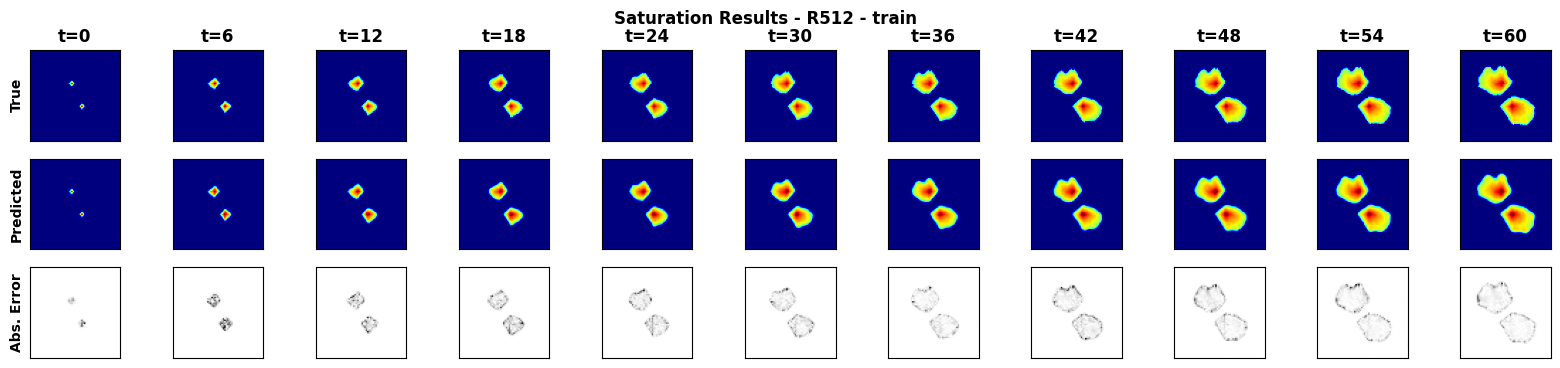 Saturation Results - R512 - train
t=0 t=6 t=12 t=18 t=24 t=30 t=36 t=42 t=48 t=54 t=60
True
Predicted
Abs. Error